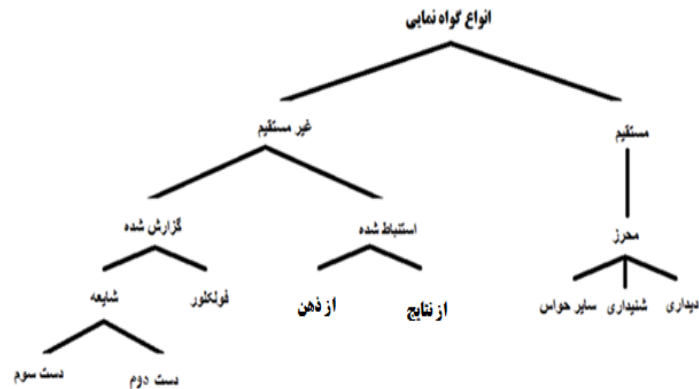 انواع گواه نمایی
مستقیم
غیر مستقیم
محرز
استنباط شده
گزارش شده
دیداری
شنیداری
سایر حواس
از نتایج
از ذهن
فولکلور
شایعه
دست دوم
دست سوم